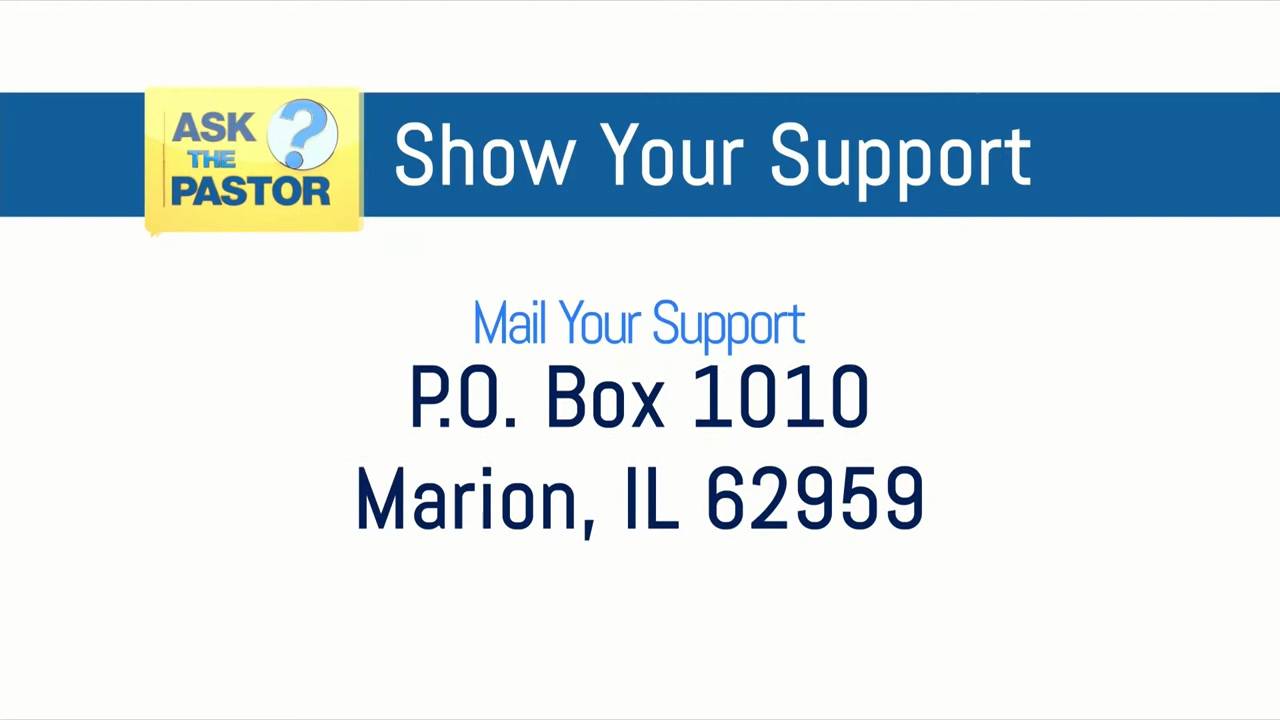 ASK
THE
PASTOR
?
Show Your Support
Mail Your Support
P.O. Box 1010
Marion, IL 62959